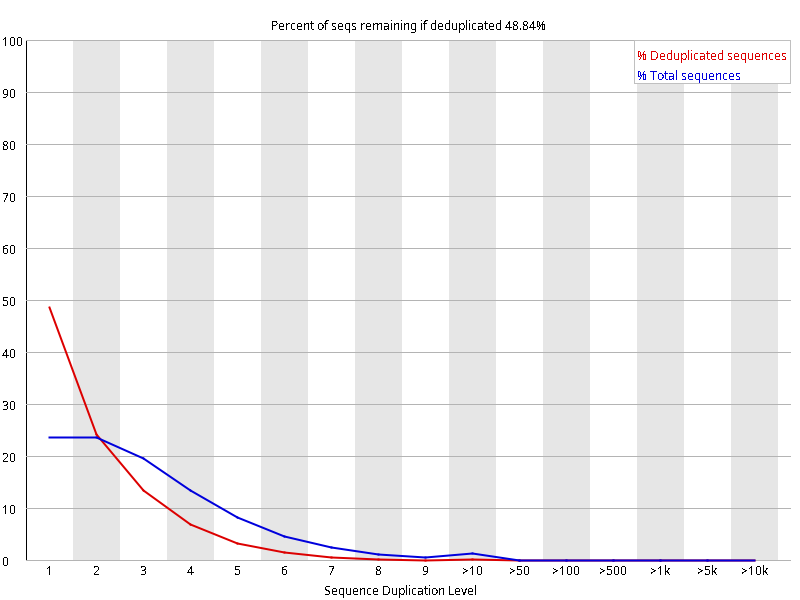 Percent of seqs remaining if deduplicated 48.84%
% Deduplicated sequences
% Total sequences
100
90
80
70
60
50
40
30
20
10
0
1 2 3 4 5 6 7 8 9 >10 >50 >100 >500 >1k >5k >10k
Sequence Duplication Level